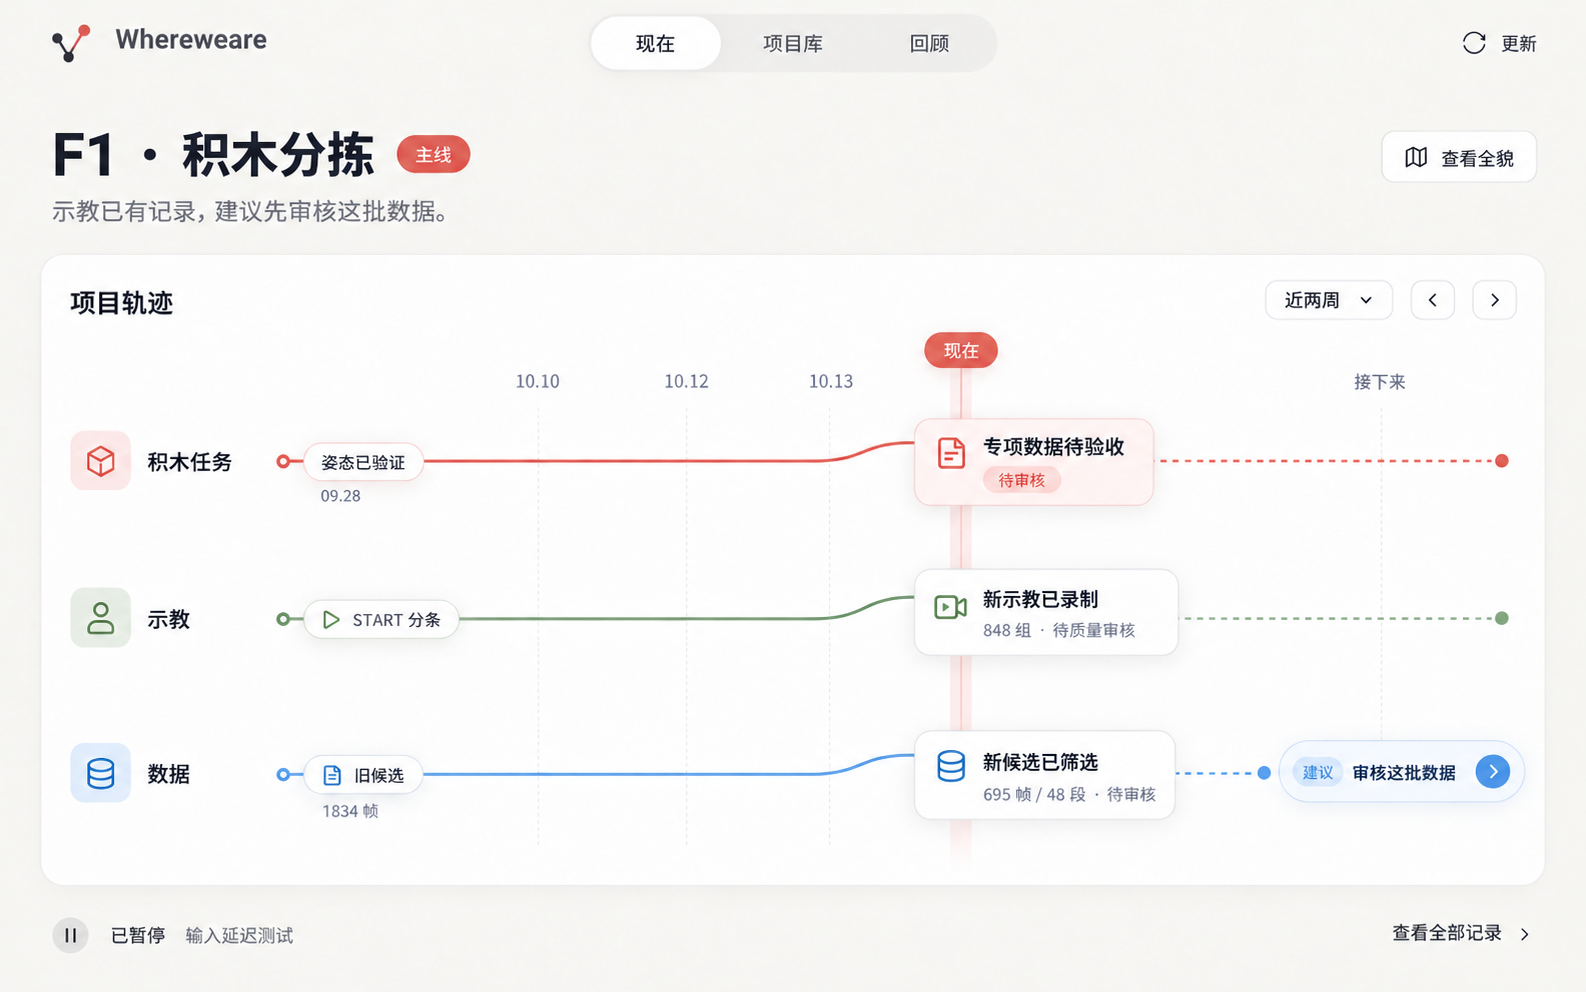 Whereweare
现在
项目库
回顾
更新
F1 · 积木分拣
主线
查看全貌
示教已有记录，建议先审核这批数据。
项目轨迹
近两周
现在
10.10
10.12
10.13
接下来
积木任务
姿态已验证
09.28
专项数据待验收
待审核
示教
START 分条
新示教已录制
848 组 · 待质量审核
数据
旧候选
1834 帧
新候选已筛选
695 帧 / 48 段 · 待审核
建议
审核这批数据
已暂停
输入延迟测试
查看全部记录